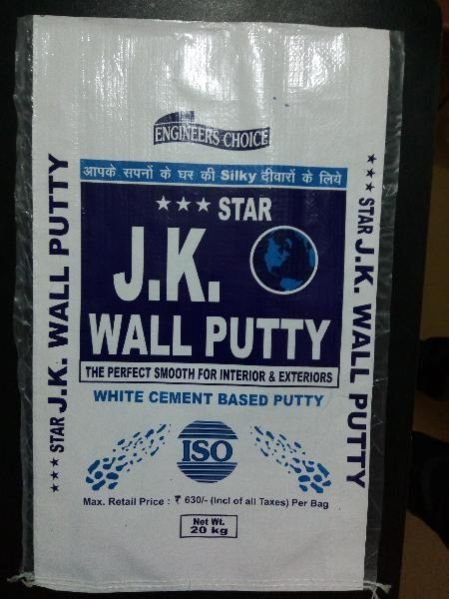 ENGINEERS CHOICE
आपके सपनों के घर की Silky दीवारों के लिये
★★★ STAR
J.K.
WALL PUTTY
THE PERFECT SMOOTH FOR INTERIOR & EXTERIORS
WHITE CEMENT BASED PUTTY
ISO
Max. Retail Price : ₹ 630/- (Incl of all Taxes) Per Bag
Net Wt.
20 kg
★★★ STAR J.K. WALL PUTTY
★★★ STAR J.K. WALL PUTTY